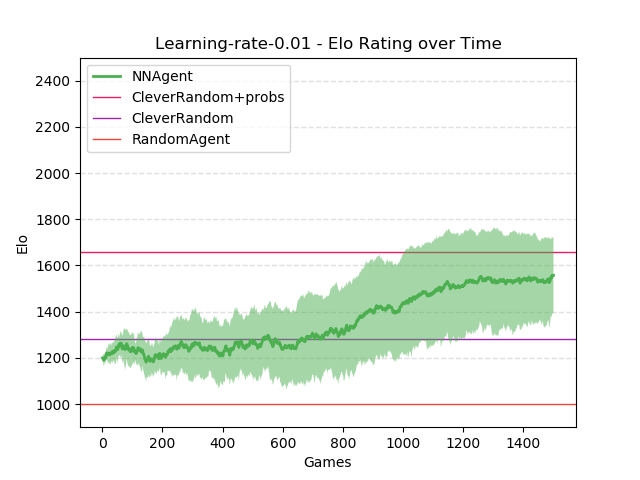 Learning-rate-0.01 - Elo Rating over Time
NNAgent
CleverRandom+probs
CleverRandom
RandomAgent
2400
2200
2000
1800
1600
1400
1200
1000
Elo
0 200 400 600 800 1000 1200 1400
Games